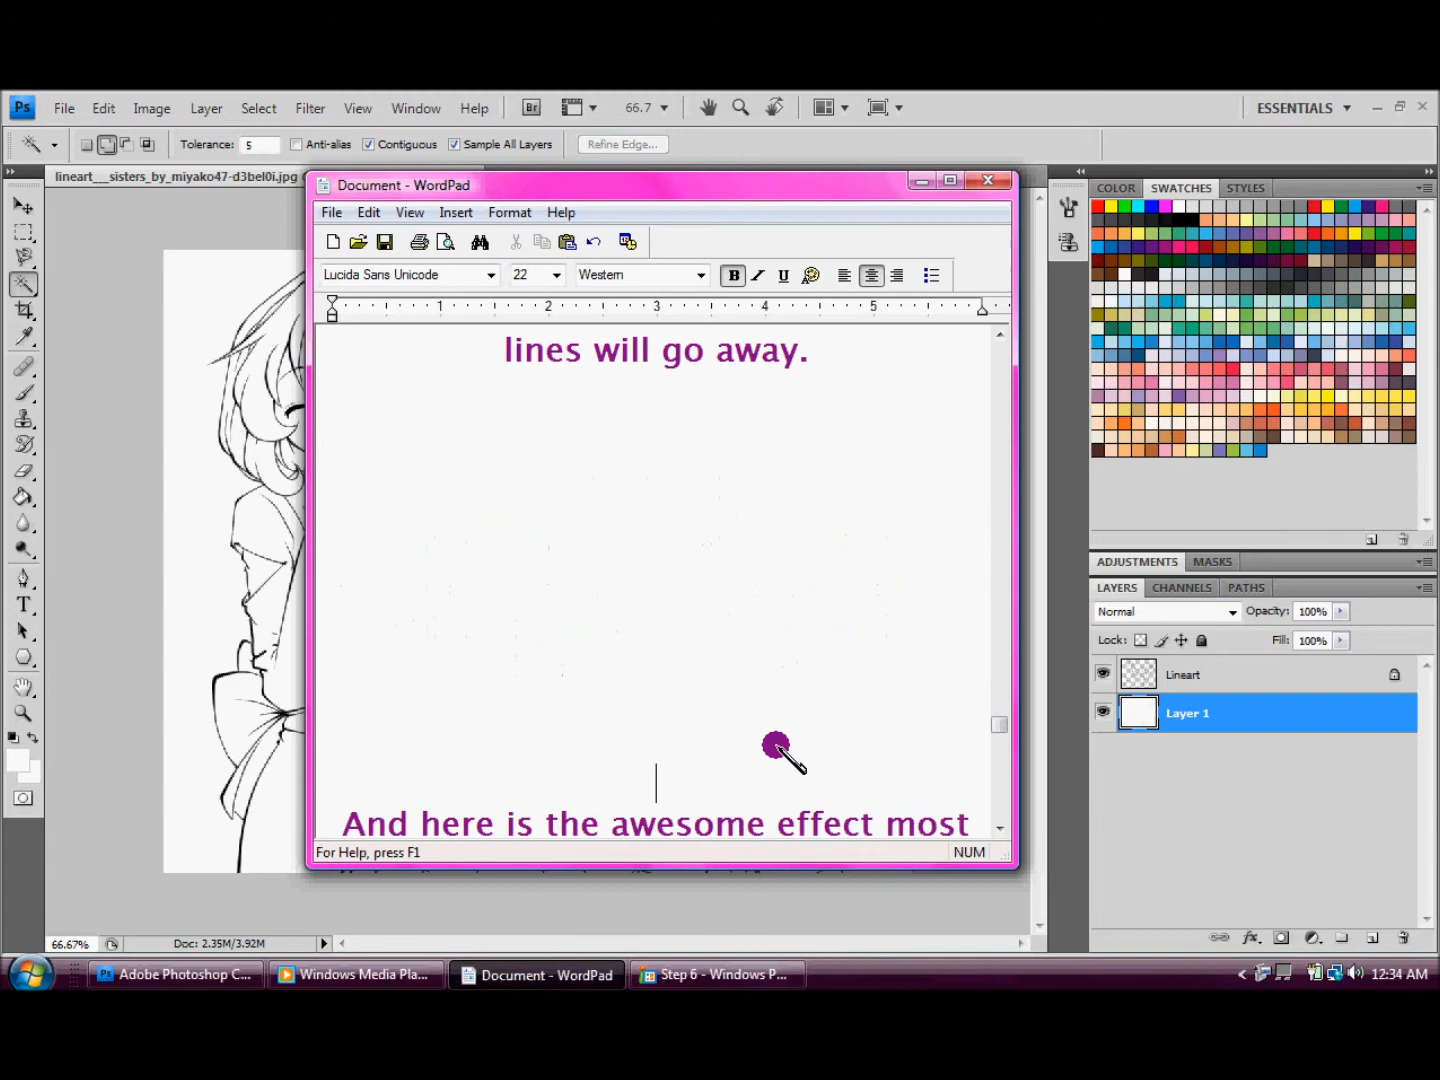 Ps File Edit Image Layer Select Filter View Window Help Br 66.7 ESSENTIALS
Tolerance: 5 Anti-alias Contiguous Sample All Layers Refine Edge...
lineart___sisters_by_miyako47-d3bel0i.jpg
Document - WordPad
File Edit View Insert Format Help
Lucida Sans Unicode 22 Western B I U
1 2 3 4 5
lines will go away.
And here is the awesome effect most
For Help, press F1 NUM
COLOR SWATCHES STYLES
ADJUSTMENTS MASKS
LAYERS CHANNELS PATHS
Normal Opacity: 100%
Lock: Fill: 100%
Lineart
Layer 1
66.67% Doc: 2.35M/3.92M
Ps Adobe Photoshop C... Windows Media Pla... Document - WordPad Step 6 - Windows P... 12:34 AM